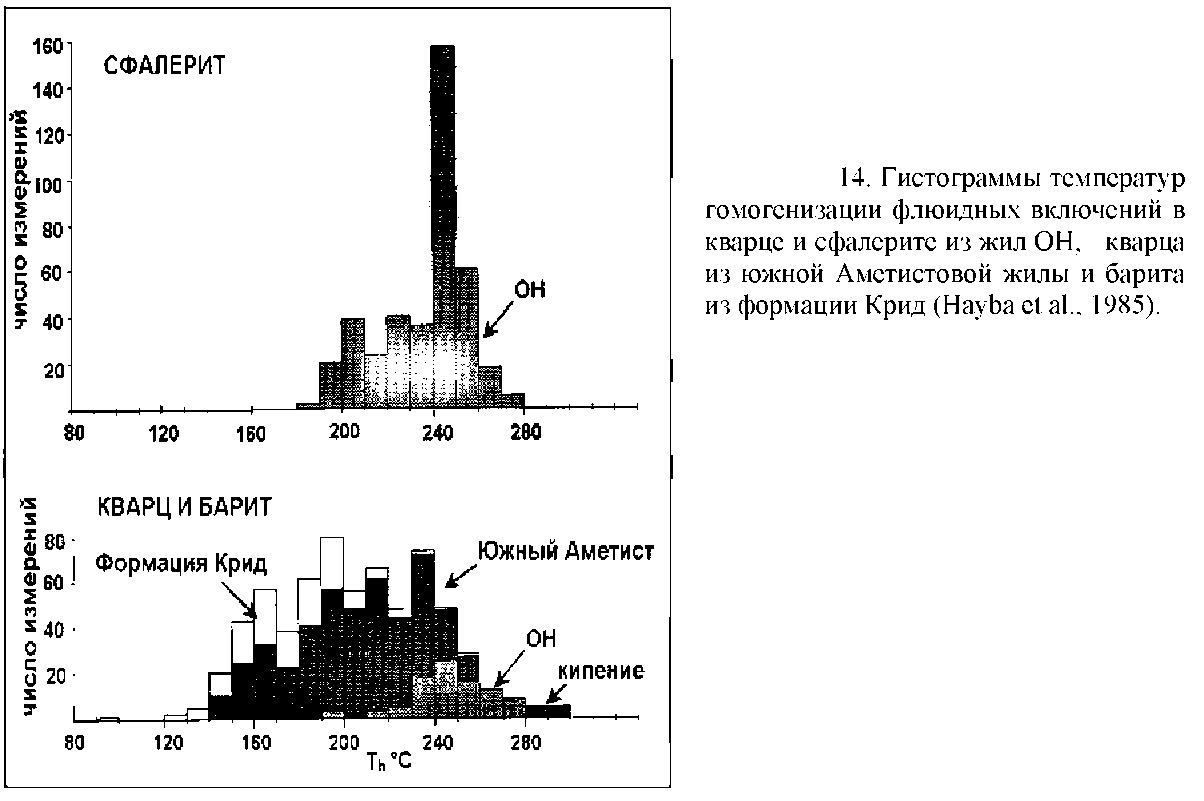 160
СФАЛЕРИТ
140
120
100
80
60
40
20
число измерений
ОН
80 120 160 200 240 280
КВАРЦ И БАРИТ
80
60
40
20
число измерений
Формация Крид
Южный Аметист
ОН
кипение
80 120 160 200 240 280
Th °C
14. Гистограммы температур
гомогенизации флюидных включений в
кварце и сфалерите из жил ОН, кварца
из южной Аметистовой жилы и барита
из формации Крид (Hayba et al., 1985).